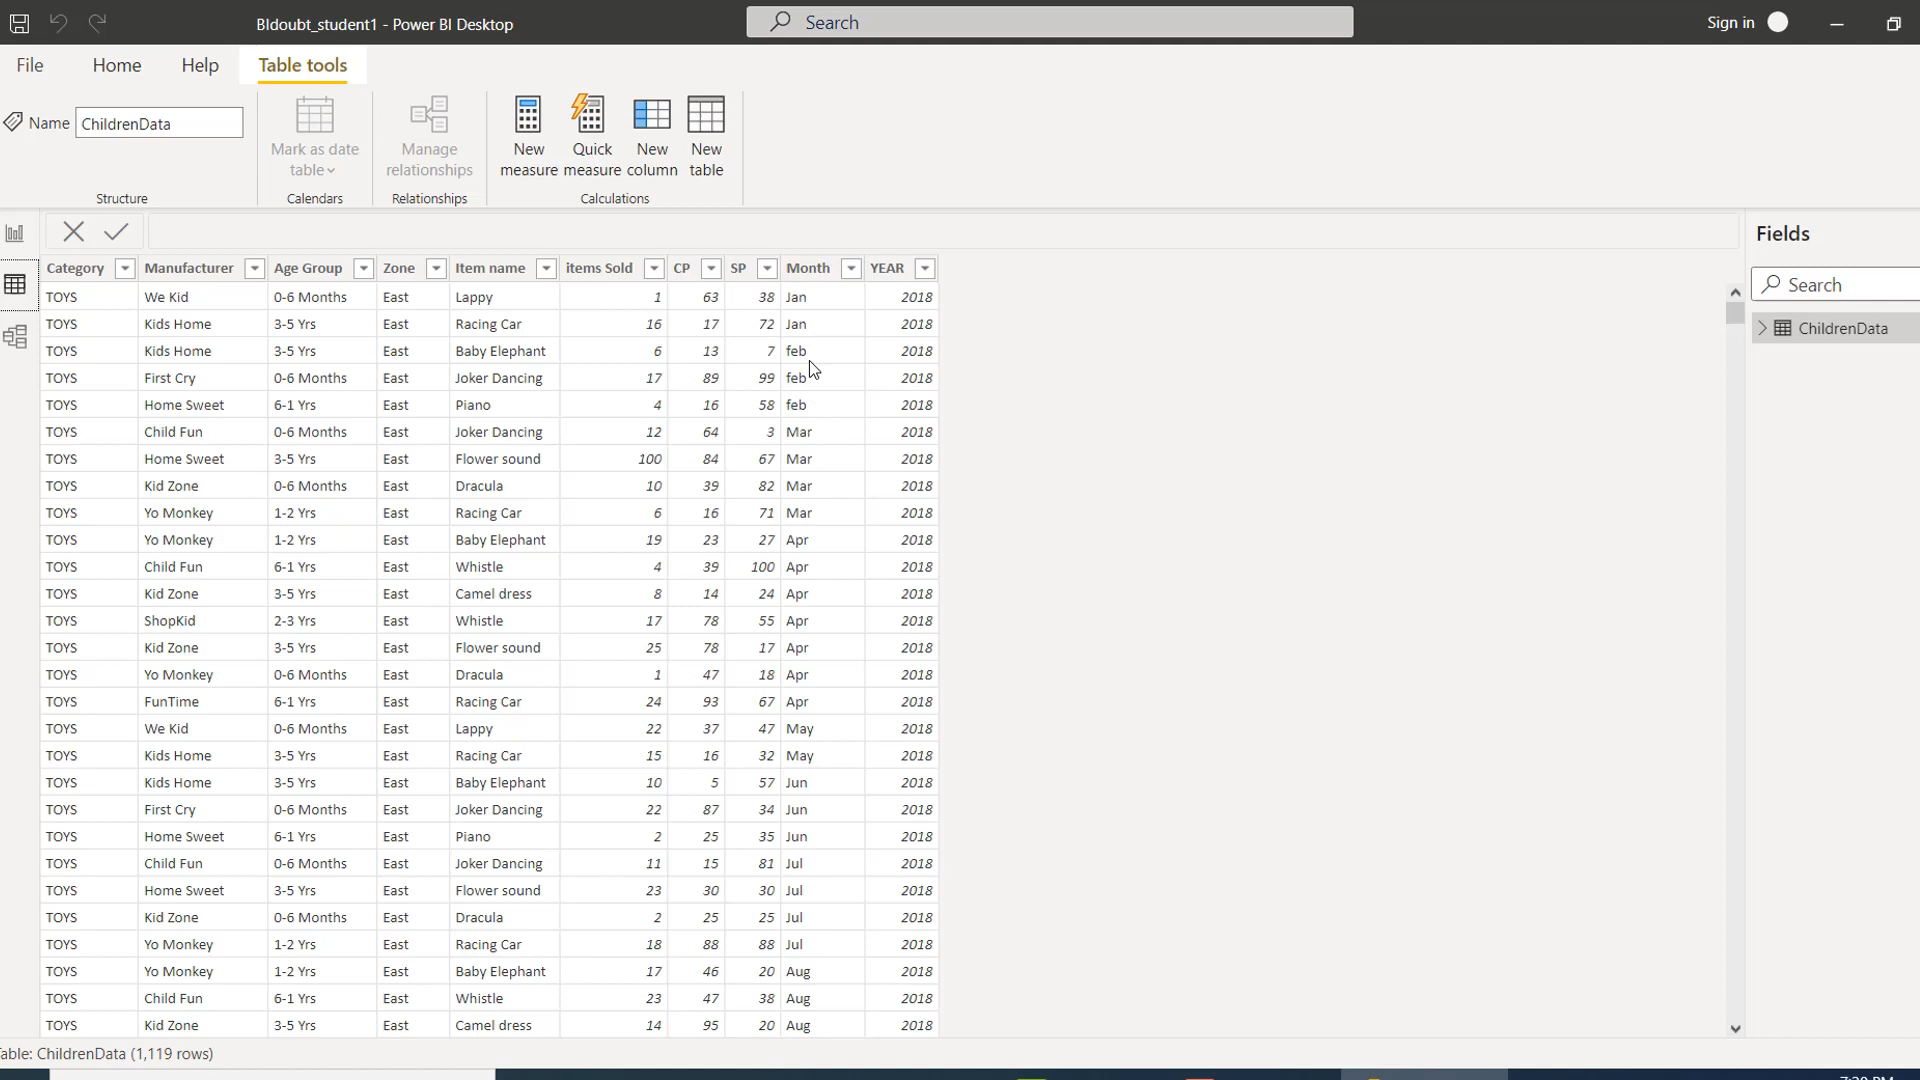 BIdoubt_student1 - Power BI Desktop
Search
Sign in
File Home Help Table tools
Name ChildrenData
Mark as date table
Manage relationships
New measure
Quick measure
New column
New table
Structure Calendars Relationships Calculations
Fields
Search
ChildrenData
Category Manufacturer Age Group Zone Item name items Sold CP SP Month YEAR
TOYS We Kid 0-6 Months East Lappy 1 63 38 Jan 2018
TOYS Kids Home 3-5 Yrs East Racing Car 16 17 72 Jan 2018
TOYS Kids Home 3-5 Yrs East Baby Elephant 6 13 7 feb 2018
TOYS First Cry 0-6 Months East Joker Dancing 17 89 99 feb 2018
TOYS Home Sweet 6-1 Yrs East Piano 4 16 58 feb 2018
TOYS Child Fun 0-6 Months East Joker Dancing 12 64 3 Mar 2018
TOYS Home Sweet 3-5 Yrs East Flower sound 100 84 67 Mar 2018
TOYS Kid Zone 0-6 Months East Dracula 10 39 82 Mar 2018
TOYS Yo Monkey 1-2 Yrs East Racing Car 6 16 71 Mar 2018
TOYS Yo Monkey 1-2 Yrs East Baby Elephant 19 23 27 Apr 2018
TOYS Child Fun 6-1 Yrs East Whistle 4 39 100 Apr 2018
TOYS Kid Zone 3-5 Yrs East Camel dress 8 14 24 Apr 2018
TOYS ShopKid 2-3 Yrs East Whistle 17 78 55 Apr 2018
TOYS Kid Zone 3-5 Yrs East Flower sound 25 78 17 Apr 2018
TOYS Yo Monkey 0-6 Months East Dracula 1 47 18 Apr 2018
TOYS FunTime 6-1 Yrs East Racing Car 24 93 67 Apr 2018
TOYS We Kid 0-6 Months East Lappy 22 37 47 May 2018
TOYS Kids Home 3-5 Yrs East Racing Car 15 16 32 May 2018
TOYS Kids Home 3-5 Yrs East Baby Elephant 10 5 57 Jun 2018
TOYS First Cry 0-6 Months East Joker Dancing 22 87 34 Jun 2018
TOYS Home Sweet 6-1 Yrs East Piano 2 25 35 Jun 2018
TOYS Child Fun 0-6 Months East Joker Dancing 11 15 81 Jul 2018
TOYS Home Sweet 3-5 Yrs East Flower sound 23 30 30 Jul 2018
TOYS Kid Zone 0-6 Months East Dracula 2 25 25 Jul 2018
TOYS Yo Monkey 1-2 Yrs East Racing Car 18 88 88 Jul 2018
TOYS Yo Monkey 1-2 Yrs East Baby Elephant 17 46 20 Aug 2018
TOYS Child Fun 6-1 Yrs East Whistle 23 47 38 Aug 2018
TOYS Kid Zone 3-5 Yrs East Camel dress 14 95 20 Aug 2018
able: ChildrenData (1,119 rows)